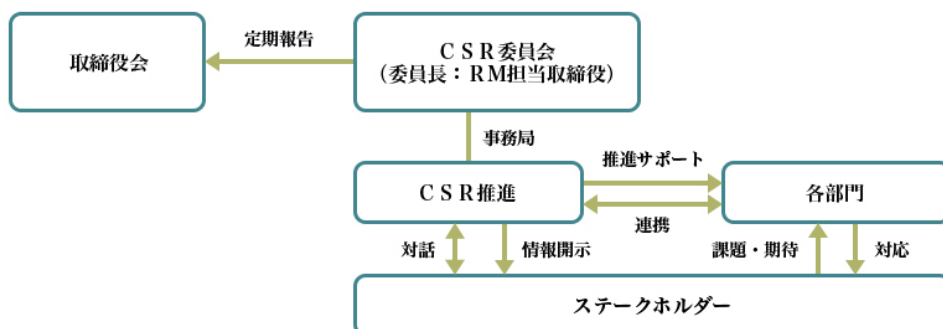 取締役会
定期報告
ＣＳＲ委員会
（委員長：ＲＭ担当取締役）
事務局
ＣＳＲ推進
推進サポート
連携
各部門
対話
情報開示
課題・期待
対応
ステークホルダー